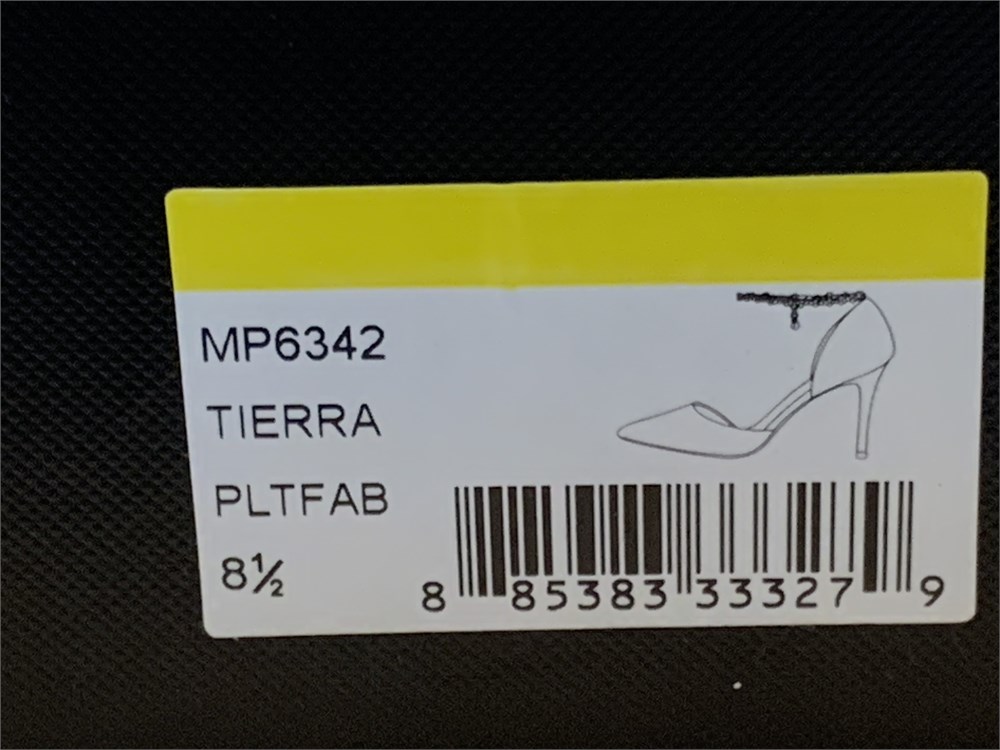 MP6342
TIERRA
PLTFAB
8½
8 85383 33327 9